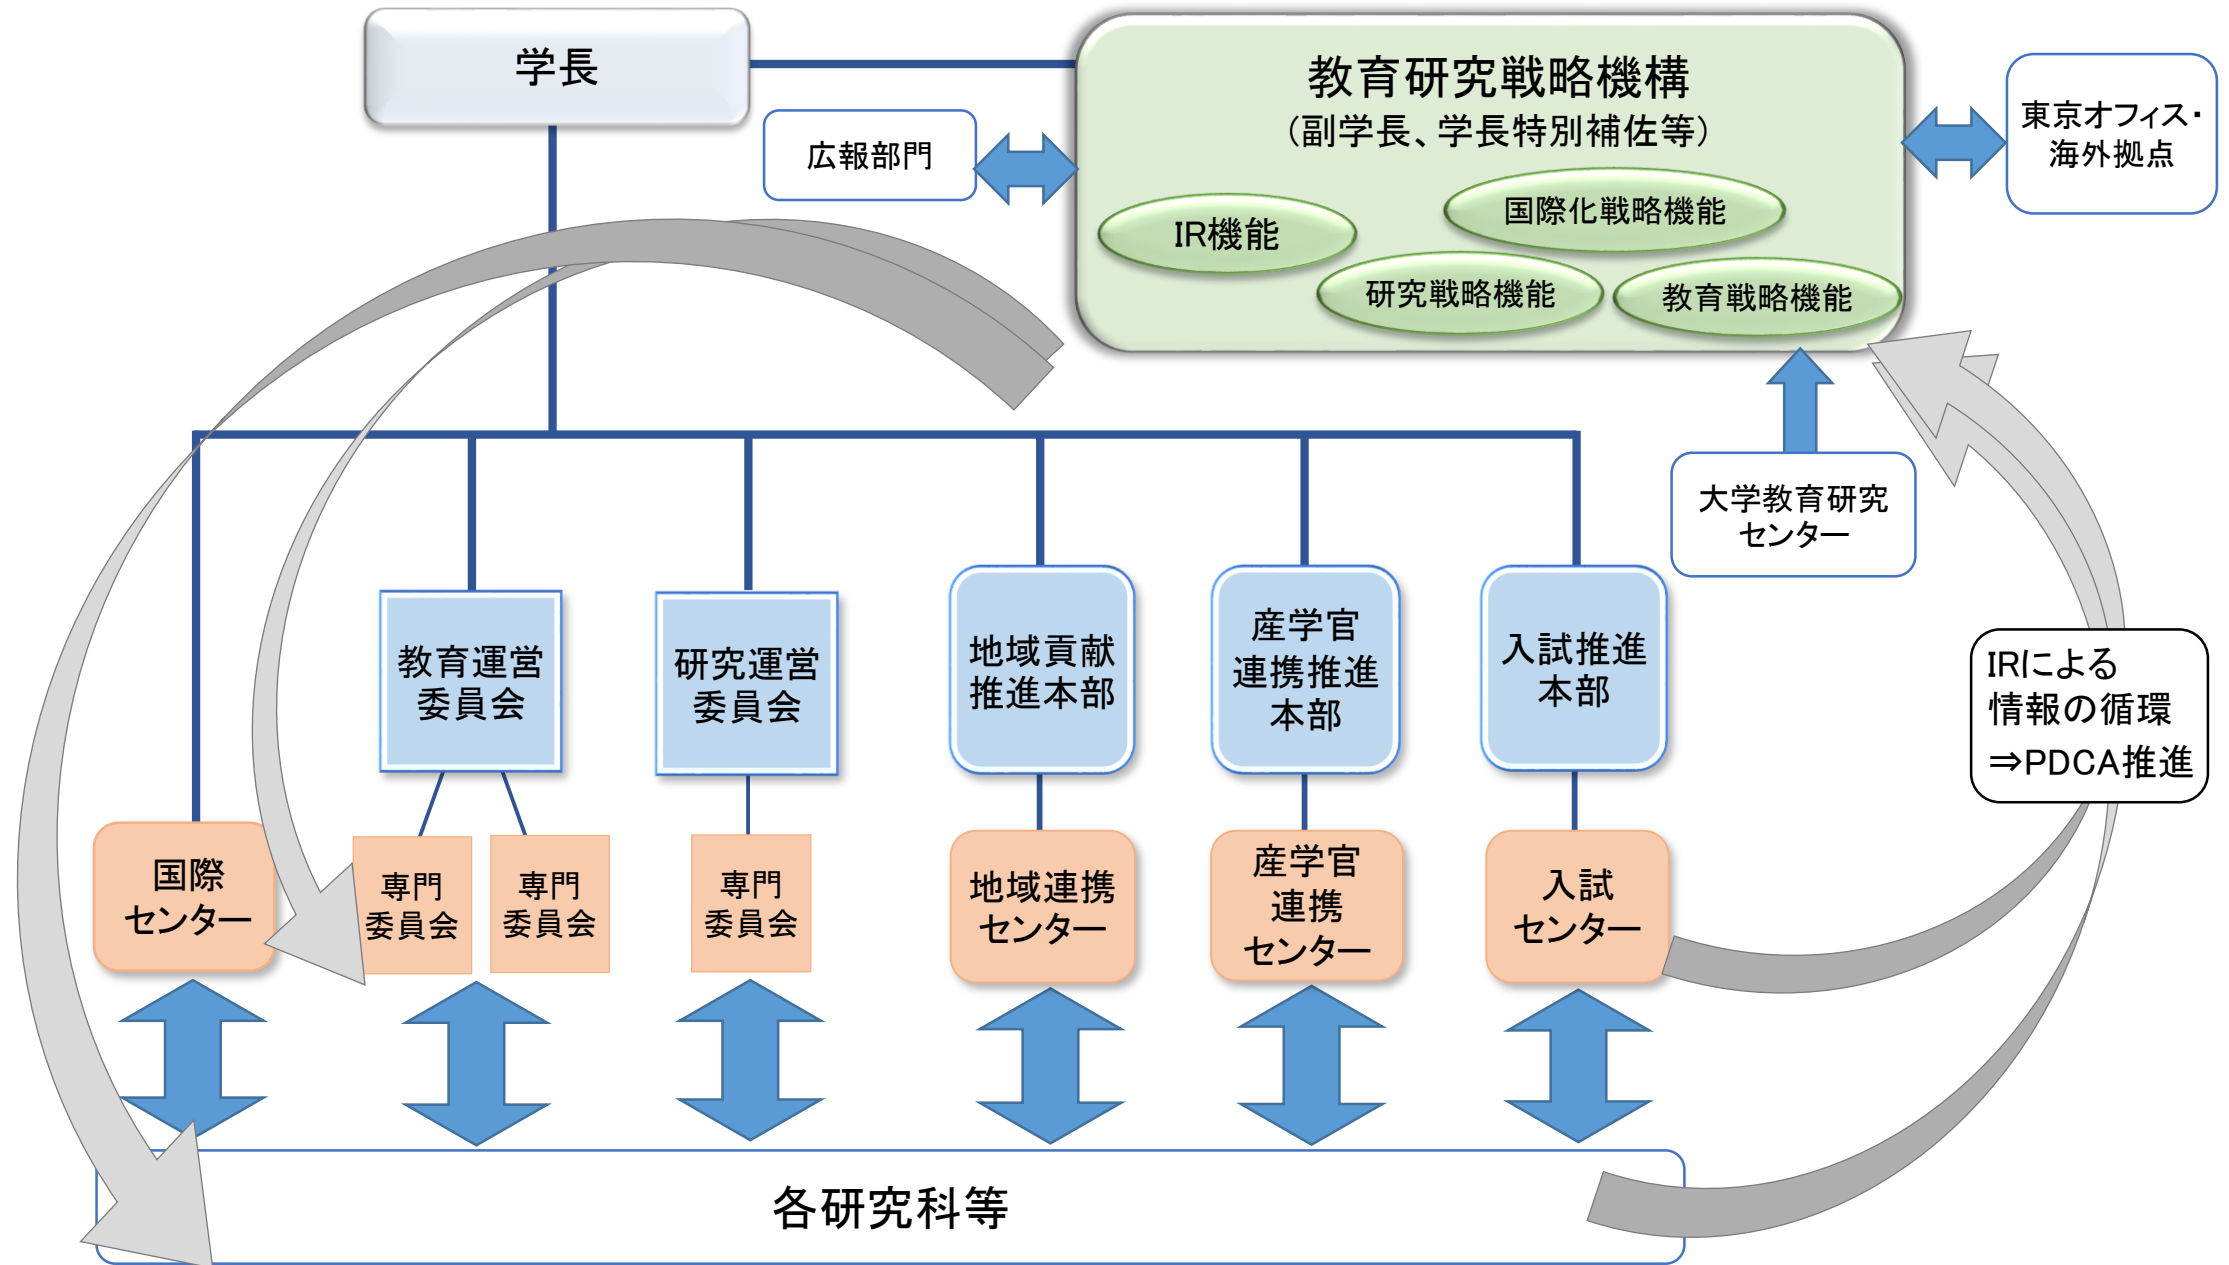 学長
教育研究戦略機構
（副学長、学長特別補佐等）
広報部門
東京オフィス・
海外拠点
IR機能
国際化戦略機能
研究戦略機能
教育戦略機能
大学教育研究
センター
教育運営
委員会
研究運営
委員会
地域貢献
推進本部
産学官
連携推進
本部
入試推進
本部
IRによる
情報の循環
⇒PDCA推進
国際
センター
専門
委員会
専門
委員会
専門
委員会
地域連携
センター
産学官
連携
センター
入試
センター
各研究科等